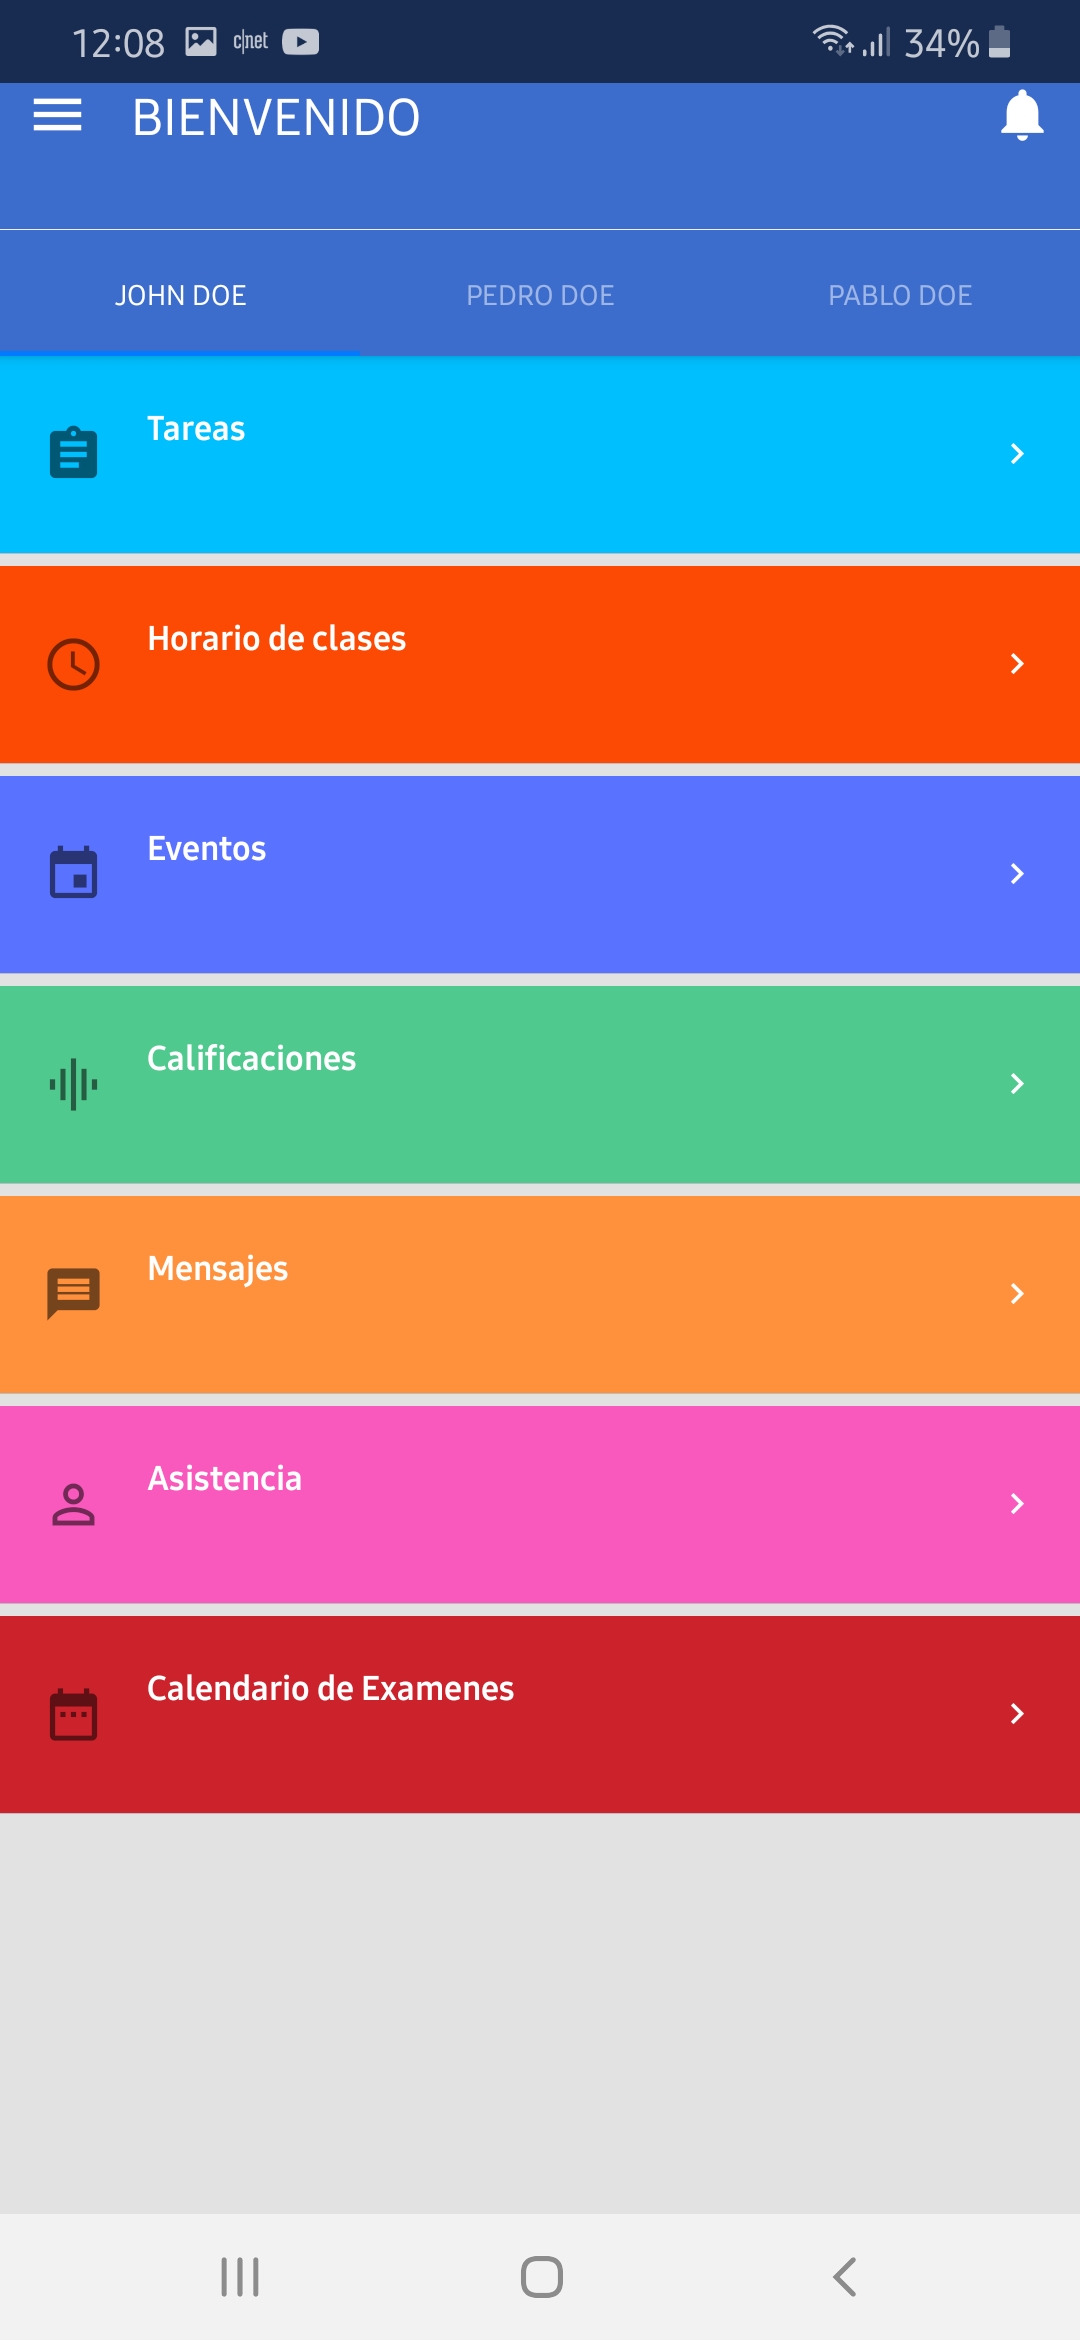 12:08 c|net 34%
BIENVENIDO
JOHN DOE PEDRO DOE PABLO DOE
Tareas
Horario de clases
Eventos
Calificaciones
Mensajes
Asistencia
Calendario de Examenes